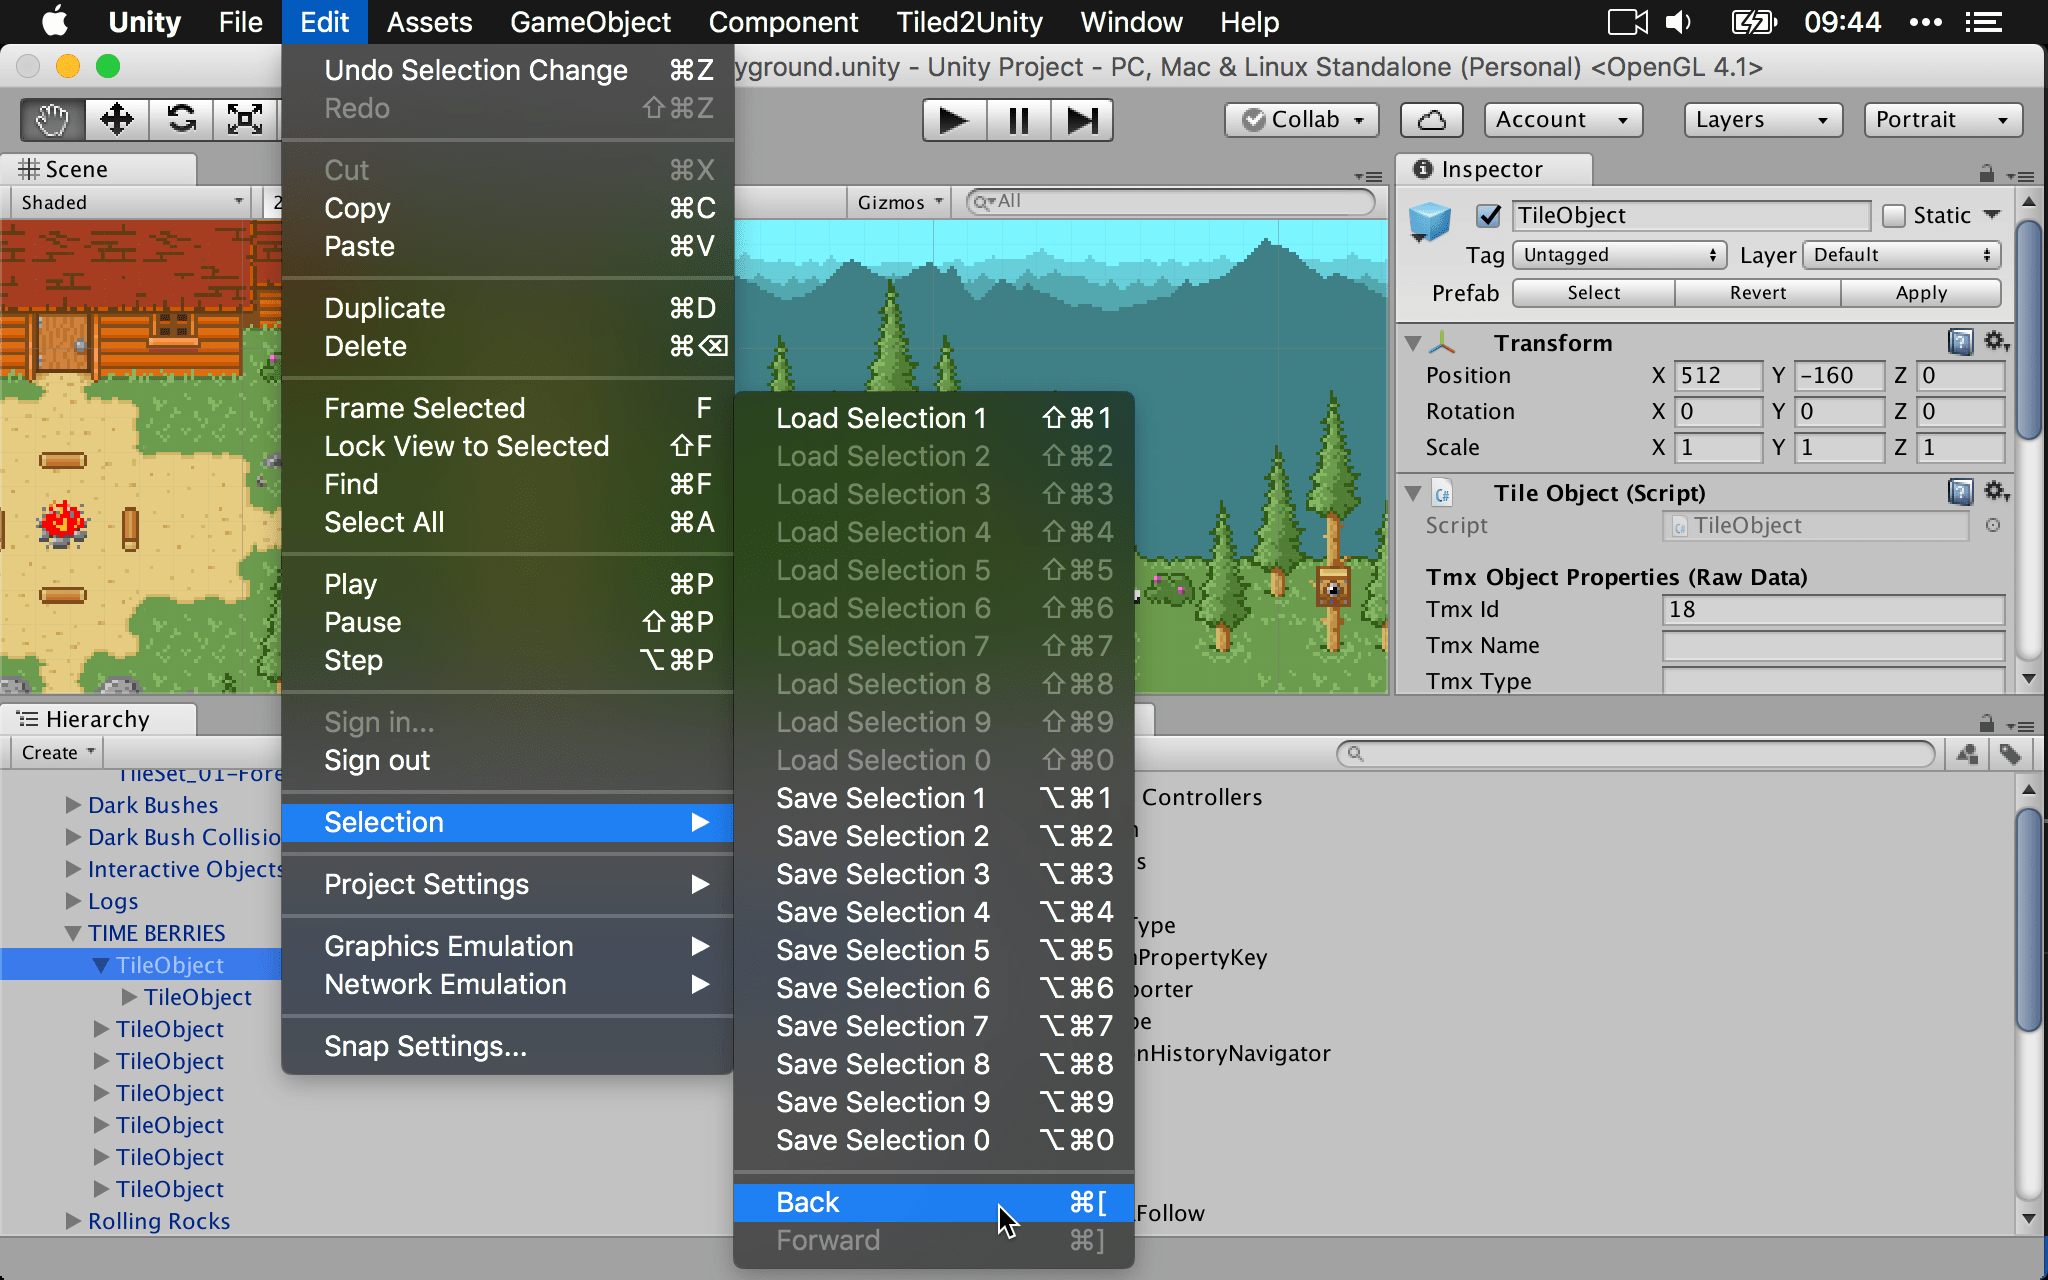 Unity File Edit Assets GameObject Component Tiled2Unity Window Help 09:44
yground.unity - Unity Project - PC, Mac & Linux Standalone (Personal) <OpenGL 4.1>
Collab Account Layers Portrait
Scene
Shaded 2 Gizmos All
Undo Selection Change ⌘Z
Redo ⇧⌘Z
Cut ⌘X
Copy ⌘C
Paste ⌘V
Duplicate ⌘D
Delete ⌘⌫
Frame Selected F
Lock View to Selected ⇧F
Find ⌘F
Select All ⌘A
Play ⌘P
Pause ⇧⌘P
Step ⌥⌘P
Sign in...
Sign out
Selection
Project Settings
Graphics Emulation
Network Emulation
Snap Settings...
Load Selection 1 ⇧⌘1
Load Selection 2 ⇧⌘2
Load Selection 3 ⇧⌘3
Load Selection 4 ⇧⌘4
Load Selection 5 ⇧⌘5
Load Selection 6 ⇧⌘6
Load Selection 7 ⇧⌘7
Load Selection 8 ⇧⌘8
Load Selection 9 ⇧⌘9
Load Selection 0 ⇧⌘0
Save Selection 1 ⌥⌘1
Save Selection 2 ⌥⌘2
Save Selection 3 ⌥⌘3
Save Selection 4 ⌥⌘4
Save Selection 5 ⌥⌘5
Save Selection 6 ⌥⌘6
Save Selection 7 ⌥⌘7
Save Selection 8 ⌥⌘8
Save Selection 9 ⌥⌘9
Save Selection 0 ⌥⌘0
Back ⌘[
Forward ⌘]
Inspector
TileObject Static
Tag Untagged Layer Default
Prefab Select Revert Apply
Transform
Position X 512 Y -160 Z 0
Rotation X 0 Y 0 Z 0
Scale X 1 Y 1 Z 1
Tile Object (Script)
Script TileObject
Tmx Object Properties (Raw Data)
Tmx Id 18
Tmx Name
Tmx Type
Hierarchy
Create
TileSet_01-Fore
Dark Bushes
Dark Bush Collisio
Interactive Objects
Logs
TIME BERRIES
TileObject
TileObject
TileObject
TileObject
TileObject
TileObject
TileObject
TileObject
Rolling Rocks
Controllers
s
ype
nPropertyKey
porter
pe
nHistoryNavigator
Follow